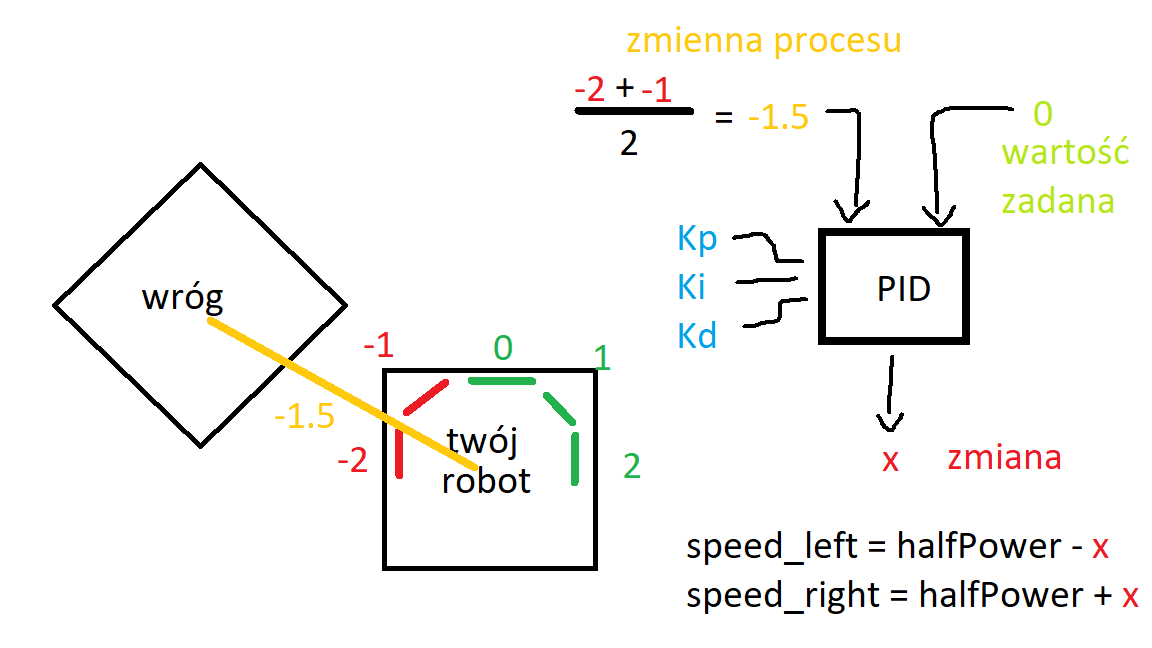 zmienna procesu
-2 + -1
2
= -1.5
0
wartość
zadana
Kp
Ki
Kd
PID
x zmiana
speed_left = halfPower - x
speed_right = halfPower + x
wróg
-1.5
-1
0
1
-2
2
twój
robot